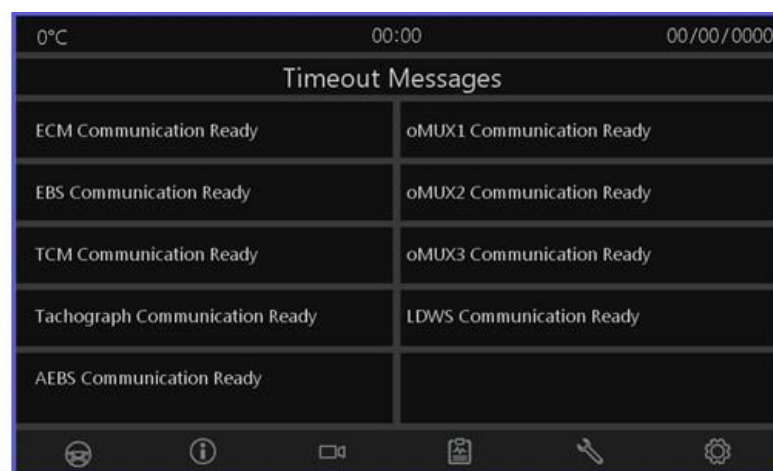 0°C 00:00 00/00/0000
Timeout Messages
ECM Communication Ready oMUX1 Communication Ready
EBS Communication Ready oMUX2 Communication Ready
TCM Communication Ready oMUX3 Communication Ready
Tachograph Communication Ready LDWS Communication Ready
AEBS Communication Ready